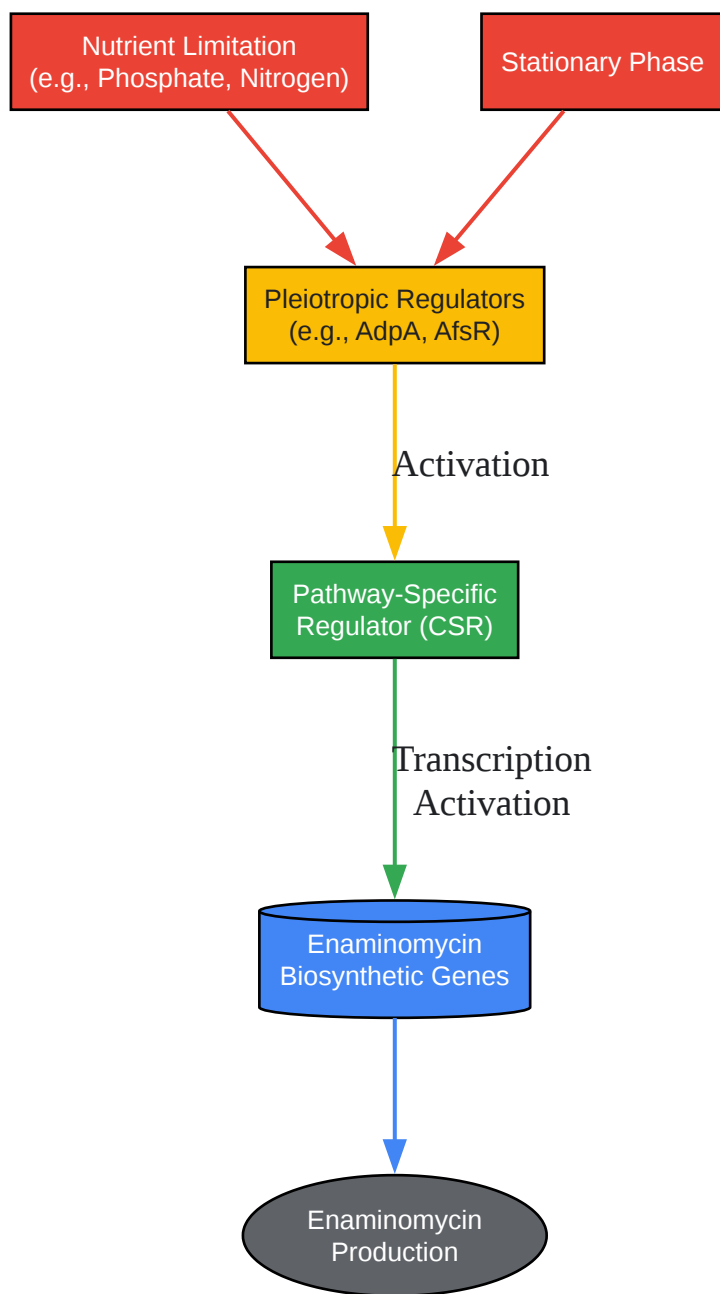 Nutrient Limitation
(e.g., Phosphate, Nitrogen)
Stationary Phase
Pleiotropic Regulators
(e.g., AdpA, AfsR)
Activation
Pathway-Specific
Regulator (CSR)
Transcription
Activation
Enaminomycin
Biosynthetic Genes
Enaminomycin
Production